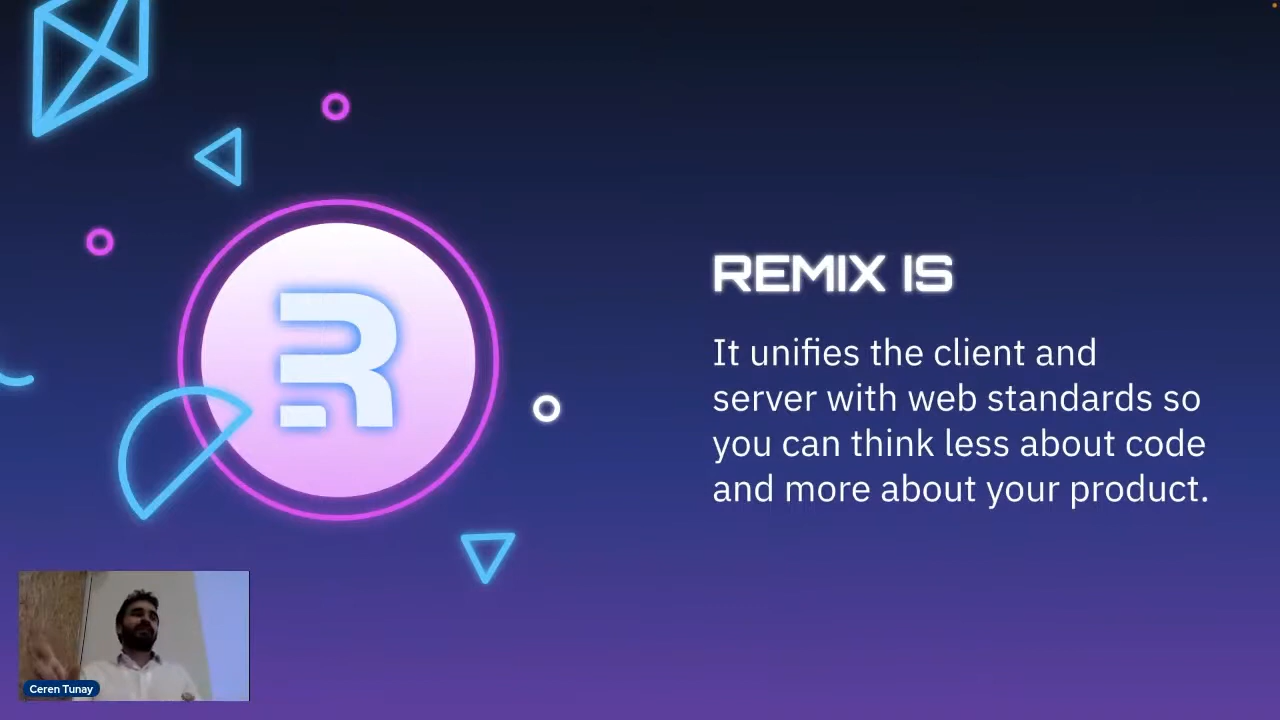 REMIX IS
It unifies the client and
server with web standards so
you can think less about code
and more about your product.
Ceren Tunay